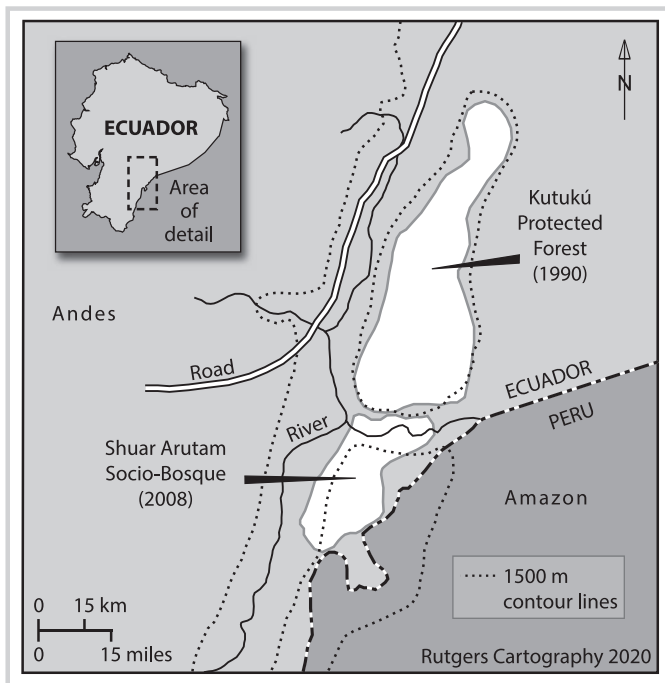 ECUADOR
Area
of
detail
N
Kutukú
Protected
Forest
(1990)
Andes
Road
ECUADOR
PERU
River
Shuar Arutam
Socio-Bosque
(2008)
Amazon
1500 m
contour lines
0 15 km
0 15 miles
Rutgers Cartography 2020